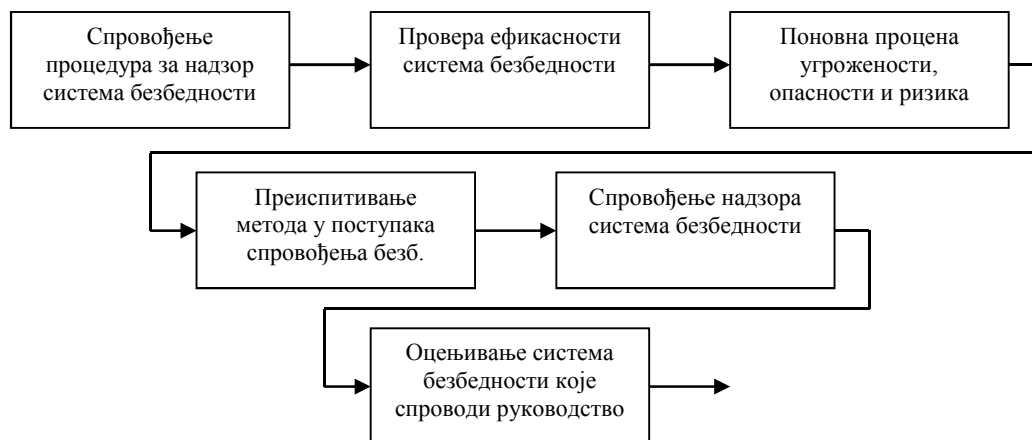 Спровођење
процедура за надзор
система безбедности
Провера ефикасности
система безбедности
Поновна процена
угрожености,
опасности и ризика
Преиспитивање
метода у поступака
спровођења безб.
Спровођење надзора
система безбедности
Оцењивање система
безбедности које
спроводи руководство